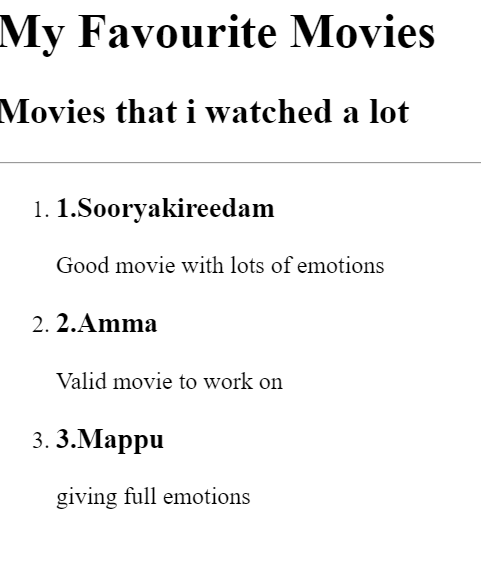 My Favourite Movies
Movies that i watched a lot
1. 1.Sooryakireedam
Good movie with lots of emotions
2. 2.Amma
Valid movie to work on
3. 3.Mappu
giving full emotions